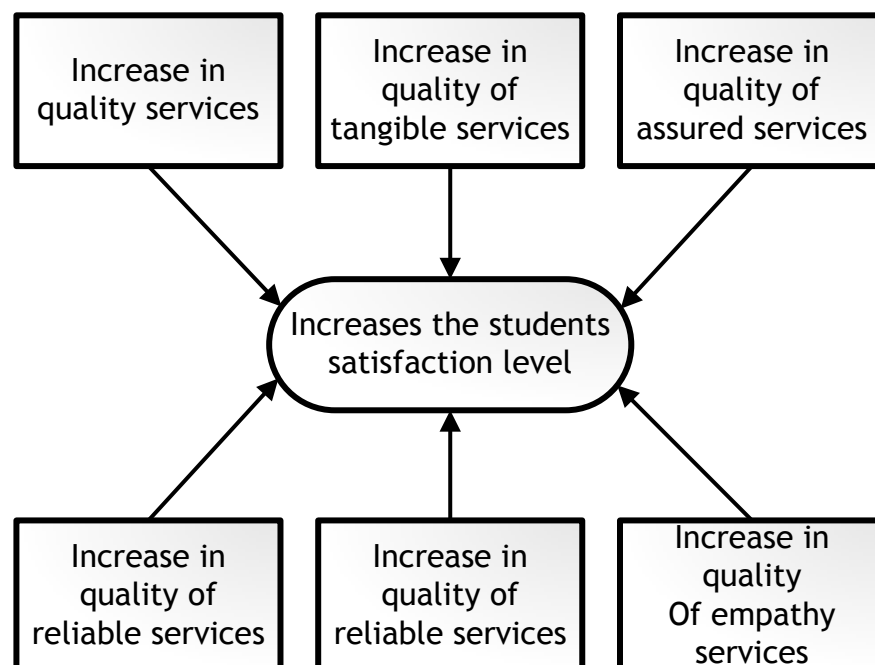 Increase in
quality services
Increase in
quality of
tangible services
Increase in
quality of
assured services
Increases the students
satisfaction level
Increase in
quality of
reliable services
Increase in
quality of
reliable services
Increase in
quality
Of empathy
services